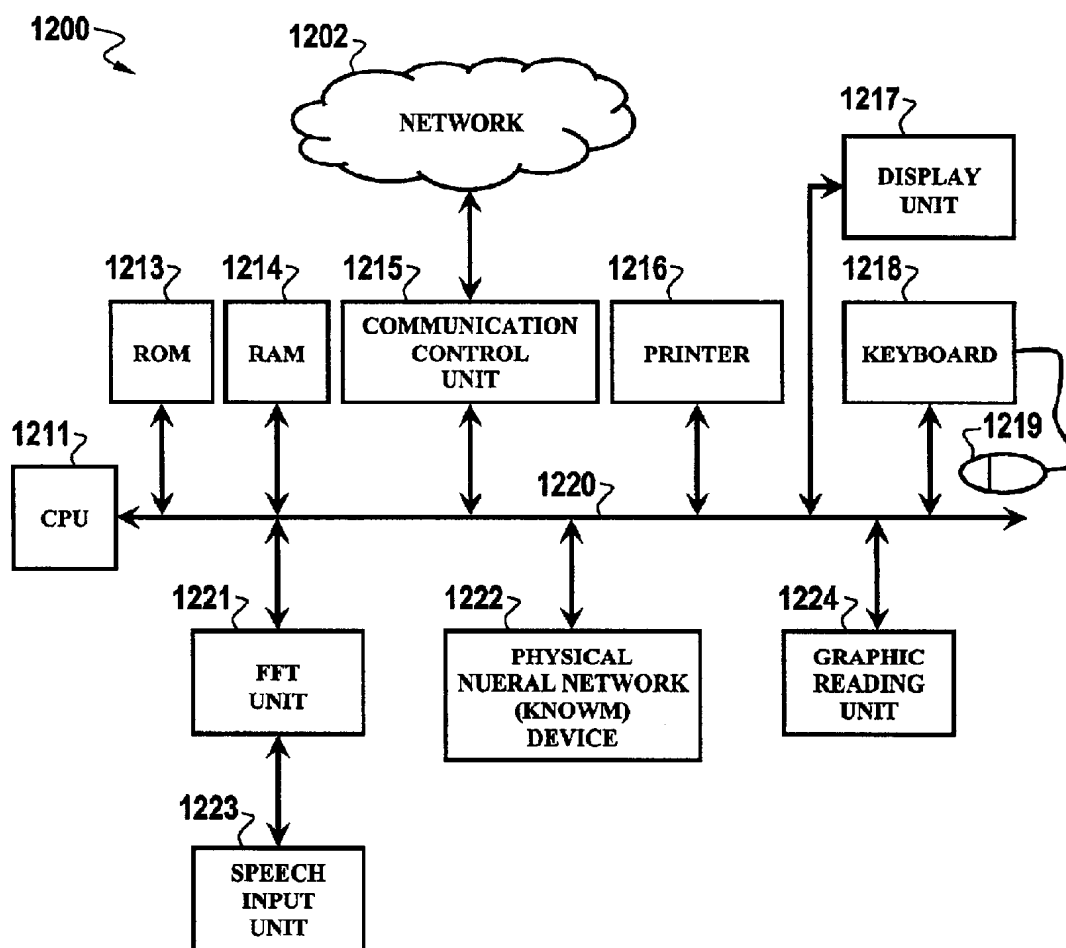 1200
1202
NETWORK
1217
DISPLAY
UNIT
1213
ROM
1214
RAM
1215
COMMUNICATION
CONTROL
UNIT
1216
PRINTER
1218
KEYBOARD
1219
1211
CPU
1220
1221
FFT
UNIT
1222
PHYSICAL
NUERAL NETWORK
(KNOWM)
DEVICE
1224
GRAPHIC
READING
UNIT
1223
SPEECH
INPUT
UNIT